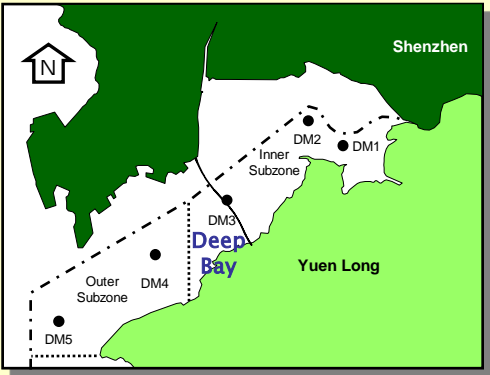 Shenzhen
N
DM2
DM1
Inner
Subzone
DM3
Deep
Bay
DM4
Yuen Long
Outer
Subzone
DM5